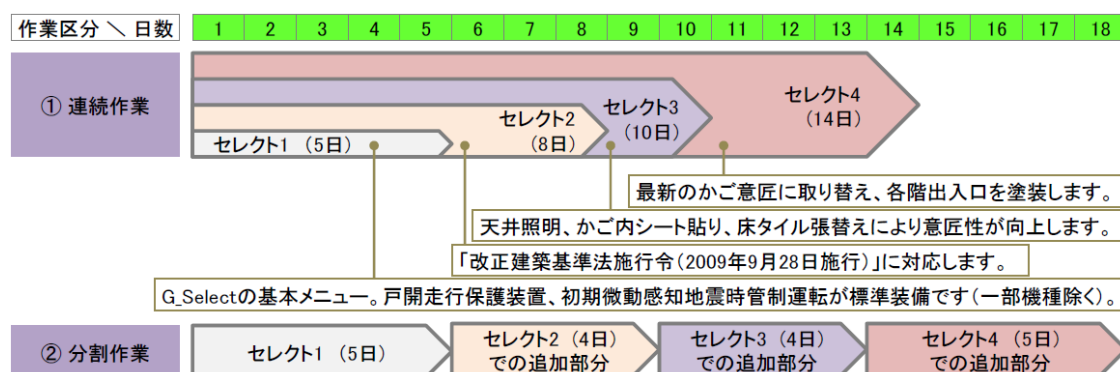 作業区分 ＼ 日数 1 2 3 4 5 6 7 8 9 10 11 12 13 14 15 16 17 18
① 連続作業
セレクト1 （5日）
セレクト2
（8日）
セレクト3
（10日）
セレクト4
（14日）
最新のかご意匠に取り替え、各階出入口を塗装します。
天井照明、かご内シート貼り、床タイル張替えにより意匠性が向上します。
「改正建築基準法施行令（2009年9月28日施行）」に対応します。
G_Selectの基本メニュー。戸開走行保護装置、初期微動感知地震時管制運転が標準装備です（一部機種除く）。
② 分割作業
セレクト1 （5日）
セレクト2 （4日）
での追加部分
セレクト3 （4日）
での追加部分
セレクト4 （5日）
での追加部分